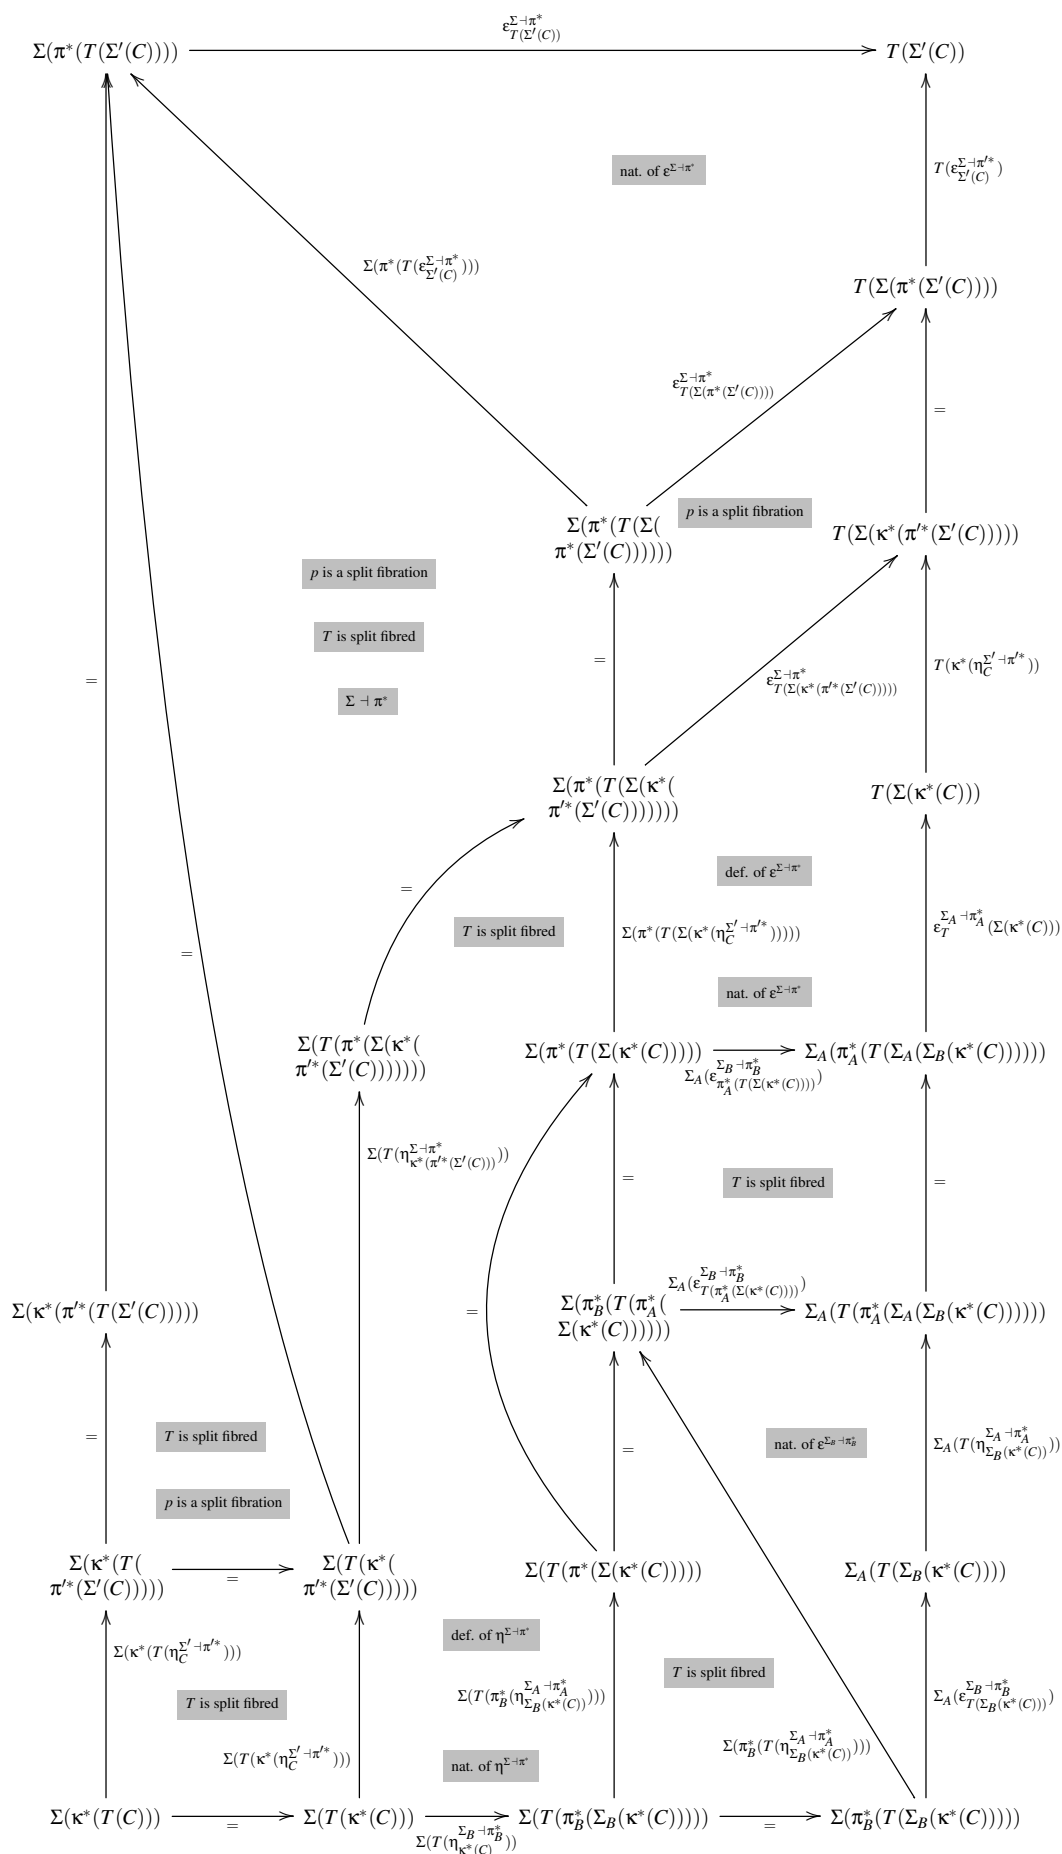 ε^{Σ⊣π*}_{T(Σ′(C))}
Σ(π*(T(Σ′(C))))
T(Σ′(C))
nat. of ε^{Σ⊣π*}
T(ε^{Σ⊣π′*}_{Σ′(C)})
Σ(π*(T(ε^{Σ⊣π*}_{Σ′(C)})))
T(Σ(π*(Σ′(C))))
ε^{Σ⊣π*}_{T(Σ(π*(Σ′(C))))}
=
Σ(π*(T(Σ(
π*(Σ′(C))))))
p is a split fibration
T(Σ(κ*(π′*(Σ′(C)))))
p is a split fibration
T is split fibred
Σ ⊣ π*
=
=
ε^{Σ⊣π*}_{T(Σ(κ*(π′*(Σ′(C)))))}
T(κ*(η^{Σ′⊣π′*}_C))
Σ(π*(T(Σ(κ*(
π′*(Σ′(C)))))))
T(Σ(κ*(C)))
=
def. of ε^{Σ⊣π*}
T is split fibred
Σ(π*(T(Σ(κ*(η^{Σ′⊣π′*}_C)))))
ε^{Σ_A⊣π*_A}_T(Σ(κ*(C)))
=
nat. of ε^{Σ⊣π*}
Σ(T(π*(Σ(κ*(
π′*(Σ′(C)))))))
Σ(π*(T(Σ(κ*(C)))))
Σ_A(π*_A(T(Σ_A(Σ_B(κ*(C))))))
Σ_A(ε^{Σ_B⊣π*_B}_{π*_A(T(Σ(κ*(C))))})
Σ(T(η^{Σ⊣π*}_{κ*(π′*(Σ′(C)))}))
=
T is split fibred
=
Σ(κ*(π′*(T(Σ′(C)))))
=
Σ(π*_B(T(π*_A(
Σ(κ*(C))))))
Σ_A(ε^{Σ_B⊣π*_B}_{T(π*_A(Σ(κ*(C))))})
Σ_A(T(π*_A(Σ_A(Σ_B(κ*(C))))))
=
T is split fibred
=
nat. of ε^{Σ_B⊣π*_B}
Σ_A(T(η^{Σ_A⊣π*_A}_{Σ_B(κ*(C))}))
p is a split fibration
Σ(κ*(T(
π′*(Σ′(C)))))
=
Σ(T(κ*(
π′*(Σ′(C)))))
Σ(T(π*(Σ(κ*(C)))))
Σ_A(T(Σ_B(κ*(C))))
Σ(κ*(T(η^{Σ′⊣π′*}_C)))
def. of η^{Σ⊣π*}
T is split fibred
T is split fibred
Σ(T(π*_B(η^{Σ_A⊣π*_A}_{Σ_B(κ*(C))})))
Σ_A(ε^{Σ_B⊣π*_B}_{T(Σ_B(κ*(C)))})
Σ(T(κ*(η^{Σ′⊣π′*}_C)))
nat. of η^{Σ⊣π*}
Σ(π*_B(T(η^{Σ_A⊣π*_A}_{Σ_B(κ*(C))})))
Σ(κ*(T(C)))
=
Σ(T(κ*(C)))
Σ(T(η^{Σ_B⊣π*_B}_{κ*(C)}))
Σ(T(π*_B(Σ_B(κ*(C)))))
=
Σ(π*_B(T(Σ_B(κ*(C)))))